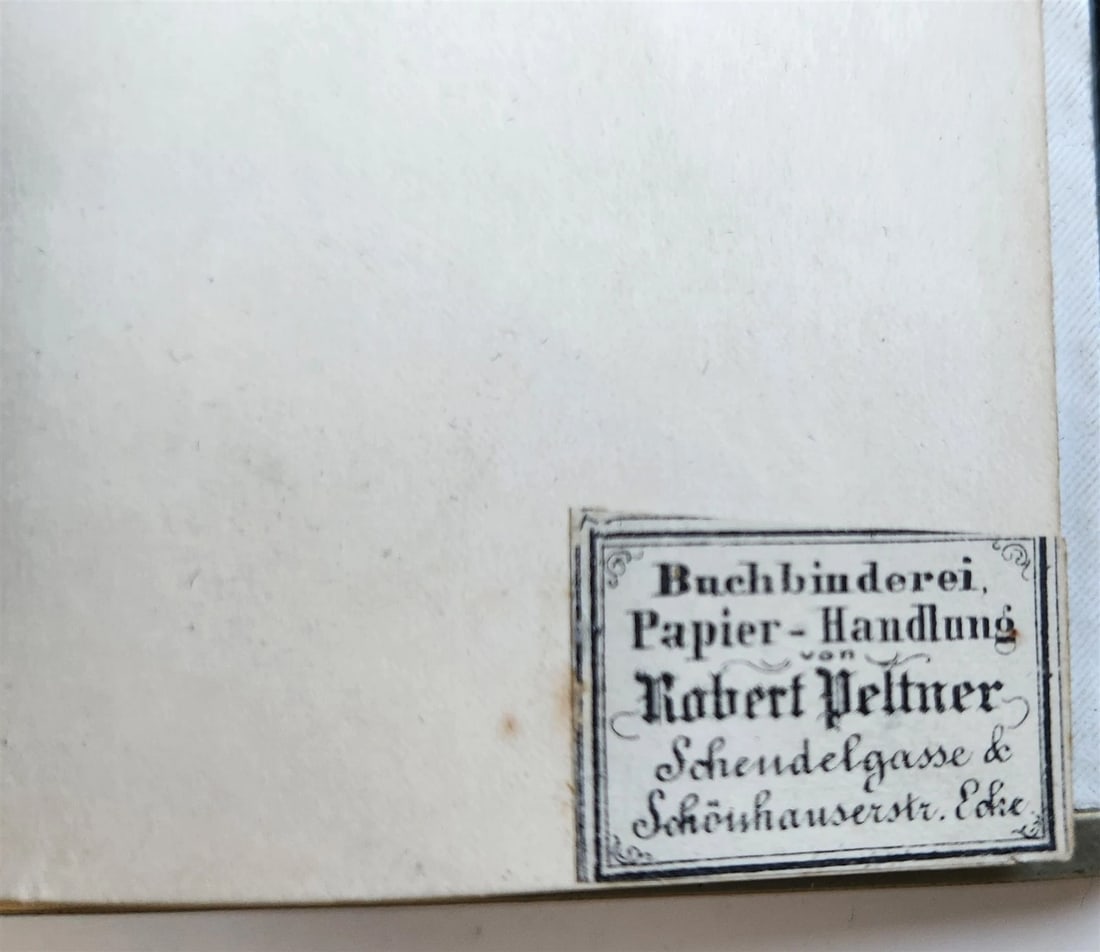 Buchbinderei,
Papier-Handlung
von
Robert Peltner
Schendelgasse &
Schönhauserstr. Ecke